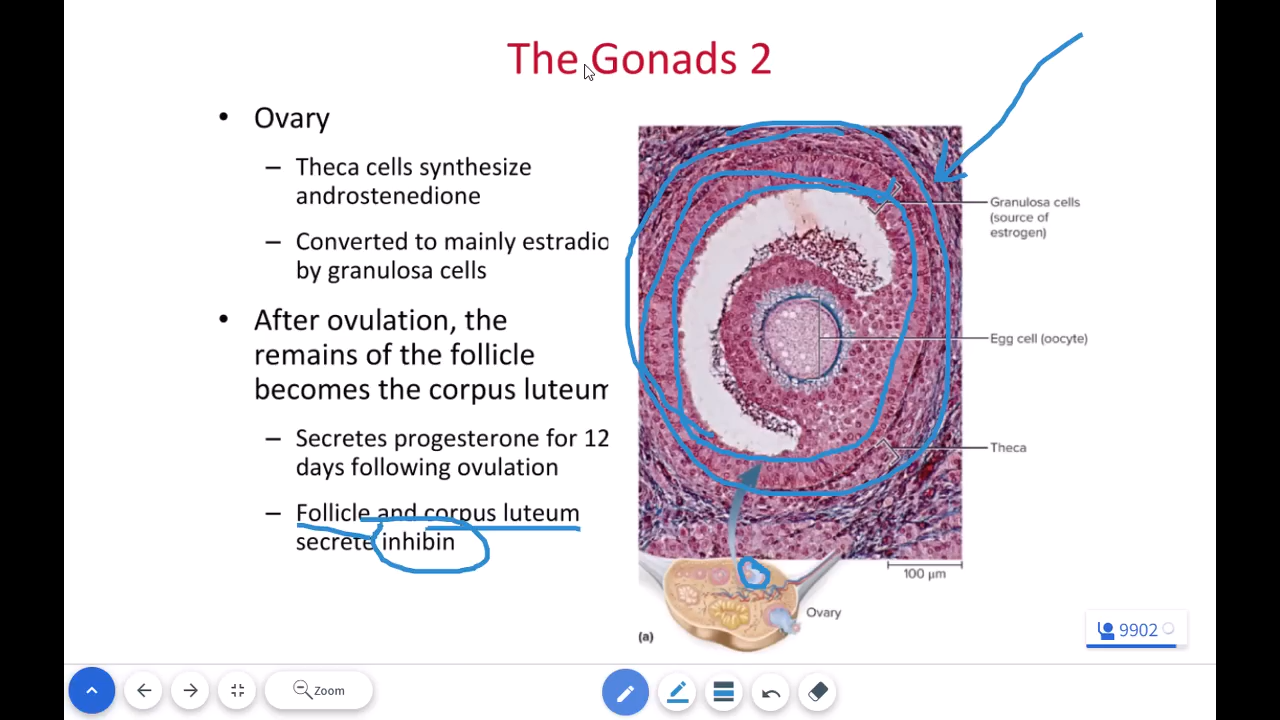 The Gonads 2
• Ovary
– Theca cells synthesize
androstenedione
– Converted to mainly estradio
by granulosa cells
• After ovulation, the
remains of the follicle
becomes the corpus luteum
– Secretes progesterone for 12
days following ovulation
– Follicle and corpus luteum
secrete inhibin
Granulosa cells
(source of
estrogen)
Egg cell (oocyte)
Theca
100 µm
Ovary
(a)
9902
Zoom